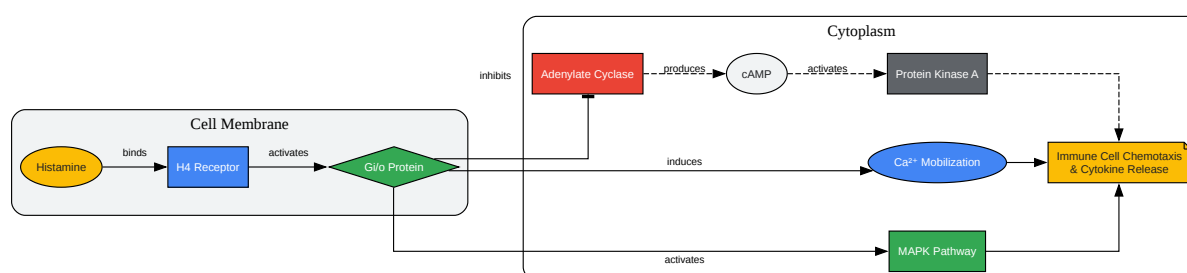 Cytoplasm
inhibits
Adenylate Cyclase
produces
cAMP
activates
Protein Kinase A
Cell Membrane
Histamine
binds
H4 Receptor
activates
Gi/o Protein
induces
Ca²⁺ Mobilization
Immune Cell Chemotaxis
& Cytokine Release
activates
MAPK Pathway